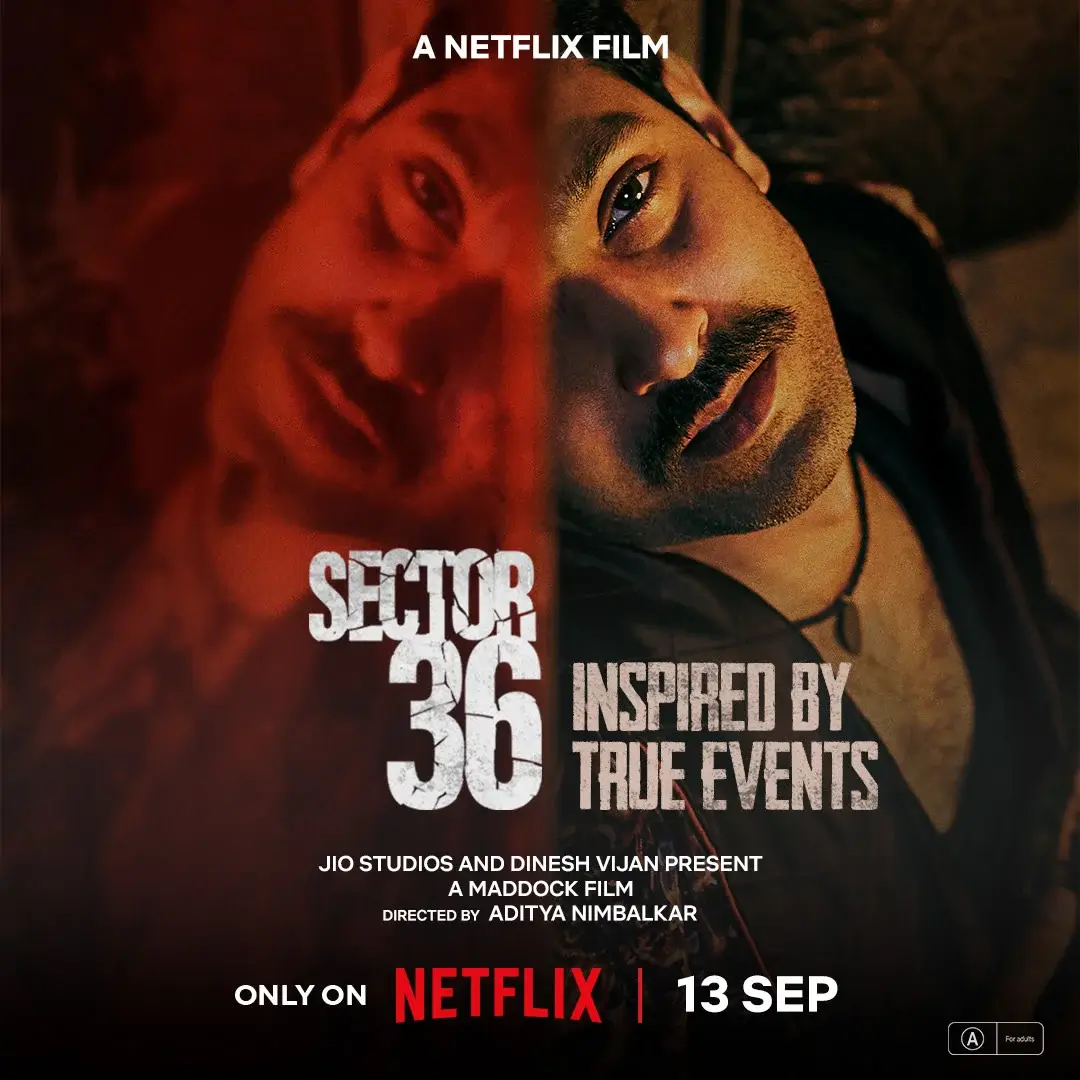 A NETFLIX FILM
SECTOR
36
INSPIRED BY
TRUE EVENTS
JIO STUDIOS AND DINESH VIJAN PRESENT
A MADDOCK FILM
DIRECTED BY ADITYA NIMBALKAR
ONLY ON NETFLIX | 13 SEP
A For adults